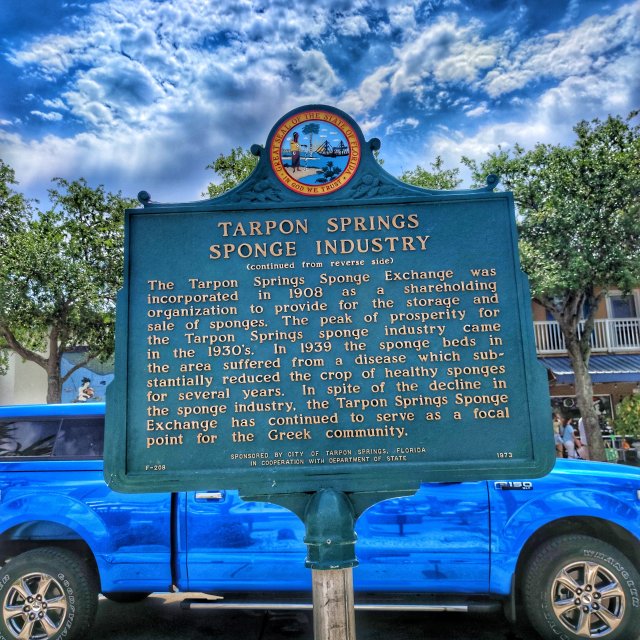 GREAT SEAL OF THE STATE OF FLORIDA
IN GOD WE TRUST
TARPON SPRINGS
SPONGE INDUSTRY
(continued from reverse side)
The Tarpon Springs Sponge Exchange was
incorporated in 1908 as a shareholding
organization to provide for the storage and
sale of sponges. The peak of prosperity for
the Tarpon Springs sponge industry came
in the 1930's. In 1939 the sponge beds in
the area suffered from a disease which sub-
stantially reduced the crop of healthy sponges
for several years. In spite of the decline in
the sponge industry, the Tarpon Springs Sponge
Exchange has continued to serve as a focal
point for the Greek community.
F-208
SPONSORED BY CITY OF TARPON SPRINGS, FLORIDA
IN COOPERATION WITH DEPARTMENT OF STATE
1973
F150